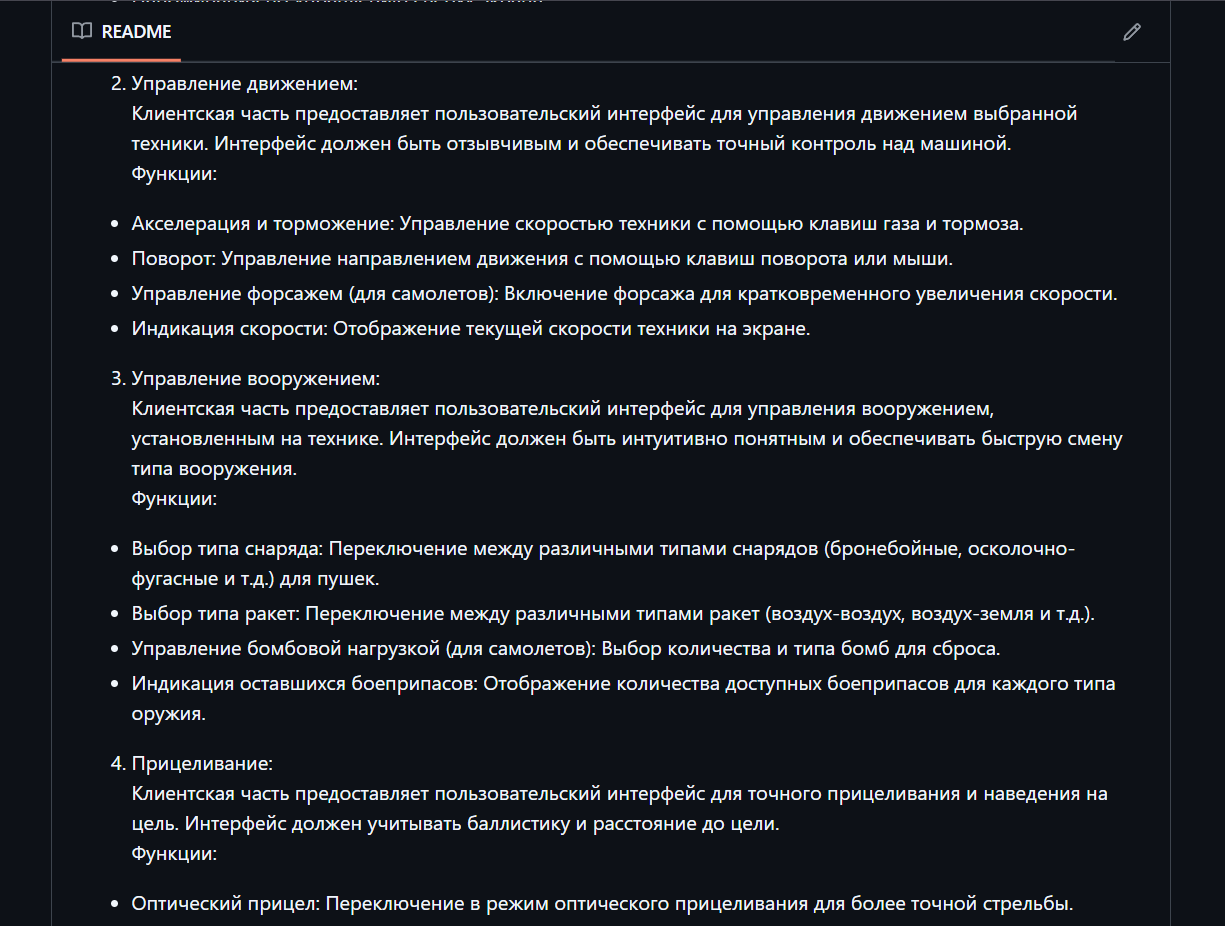 README
2. Управление движением:
Клиентская часть предоставляет пользовательский интерфейс для управления движением выбранной
техники. Интерфейс должен быть отзывчивым и обеспечивать точный контроль над машиной.
Функции:
• Акселерация и торможение: Управление скоростью техники с помощью клавиш газа и тормоза.
• Поворот: Управление направлением движения с помощью клавиш поворота или мыши.
• Управление форсажем (для самолетов): Включение форсажа для кратковременного увеличения скорости.
• Индикация скорости: Отображение текущей скорости техники на экране.
3. Управление вооружением:
Клиентская часть предоставляет пользовательский интерфейс для управления вооружением,
установленным на технике. Интерфейс должен быть интуитивно понятным и обеспечивать быструю смену
типа вооружения.
Функции:
• Выбор типа снаряда: Переключение между различными типами снарядов (бронебойные, осколочно-
фугасные и т.д.) для пушек.
• Выбор типа ракет: Переключение между различными типами ракет (воздух-воздух, воздух-земля и т.д.).
• Управление бомбовой нагрузкой (для самолетов): Выбор количества и типа бомб для сброса.
• Индикация оставшихся боеприпасов: Отображение количества доступных боеприпасов для каждого типа
оружия.
4. Прицеливание:
Клиентская часть предоставляет пользовательский интерфейс для точного прицеливания и наведения на
цель. Интерфейс должен учитывать баллистику и расстояние до цели.
Функции:
• Оптический прицел: Переключение в режим оптического прицеливания для более точной стрельбы.